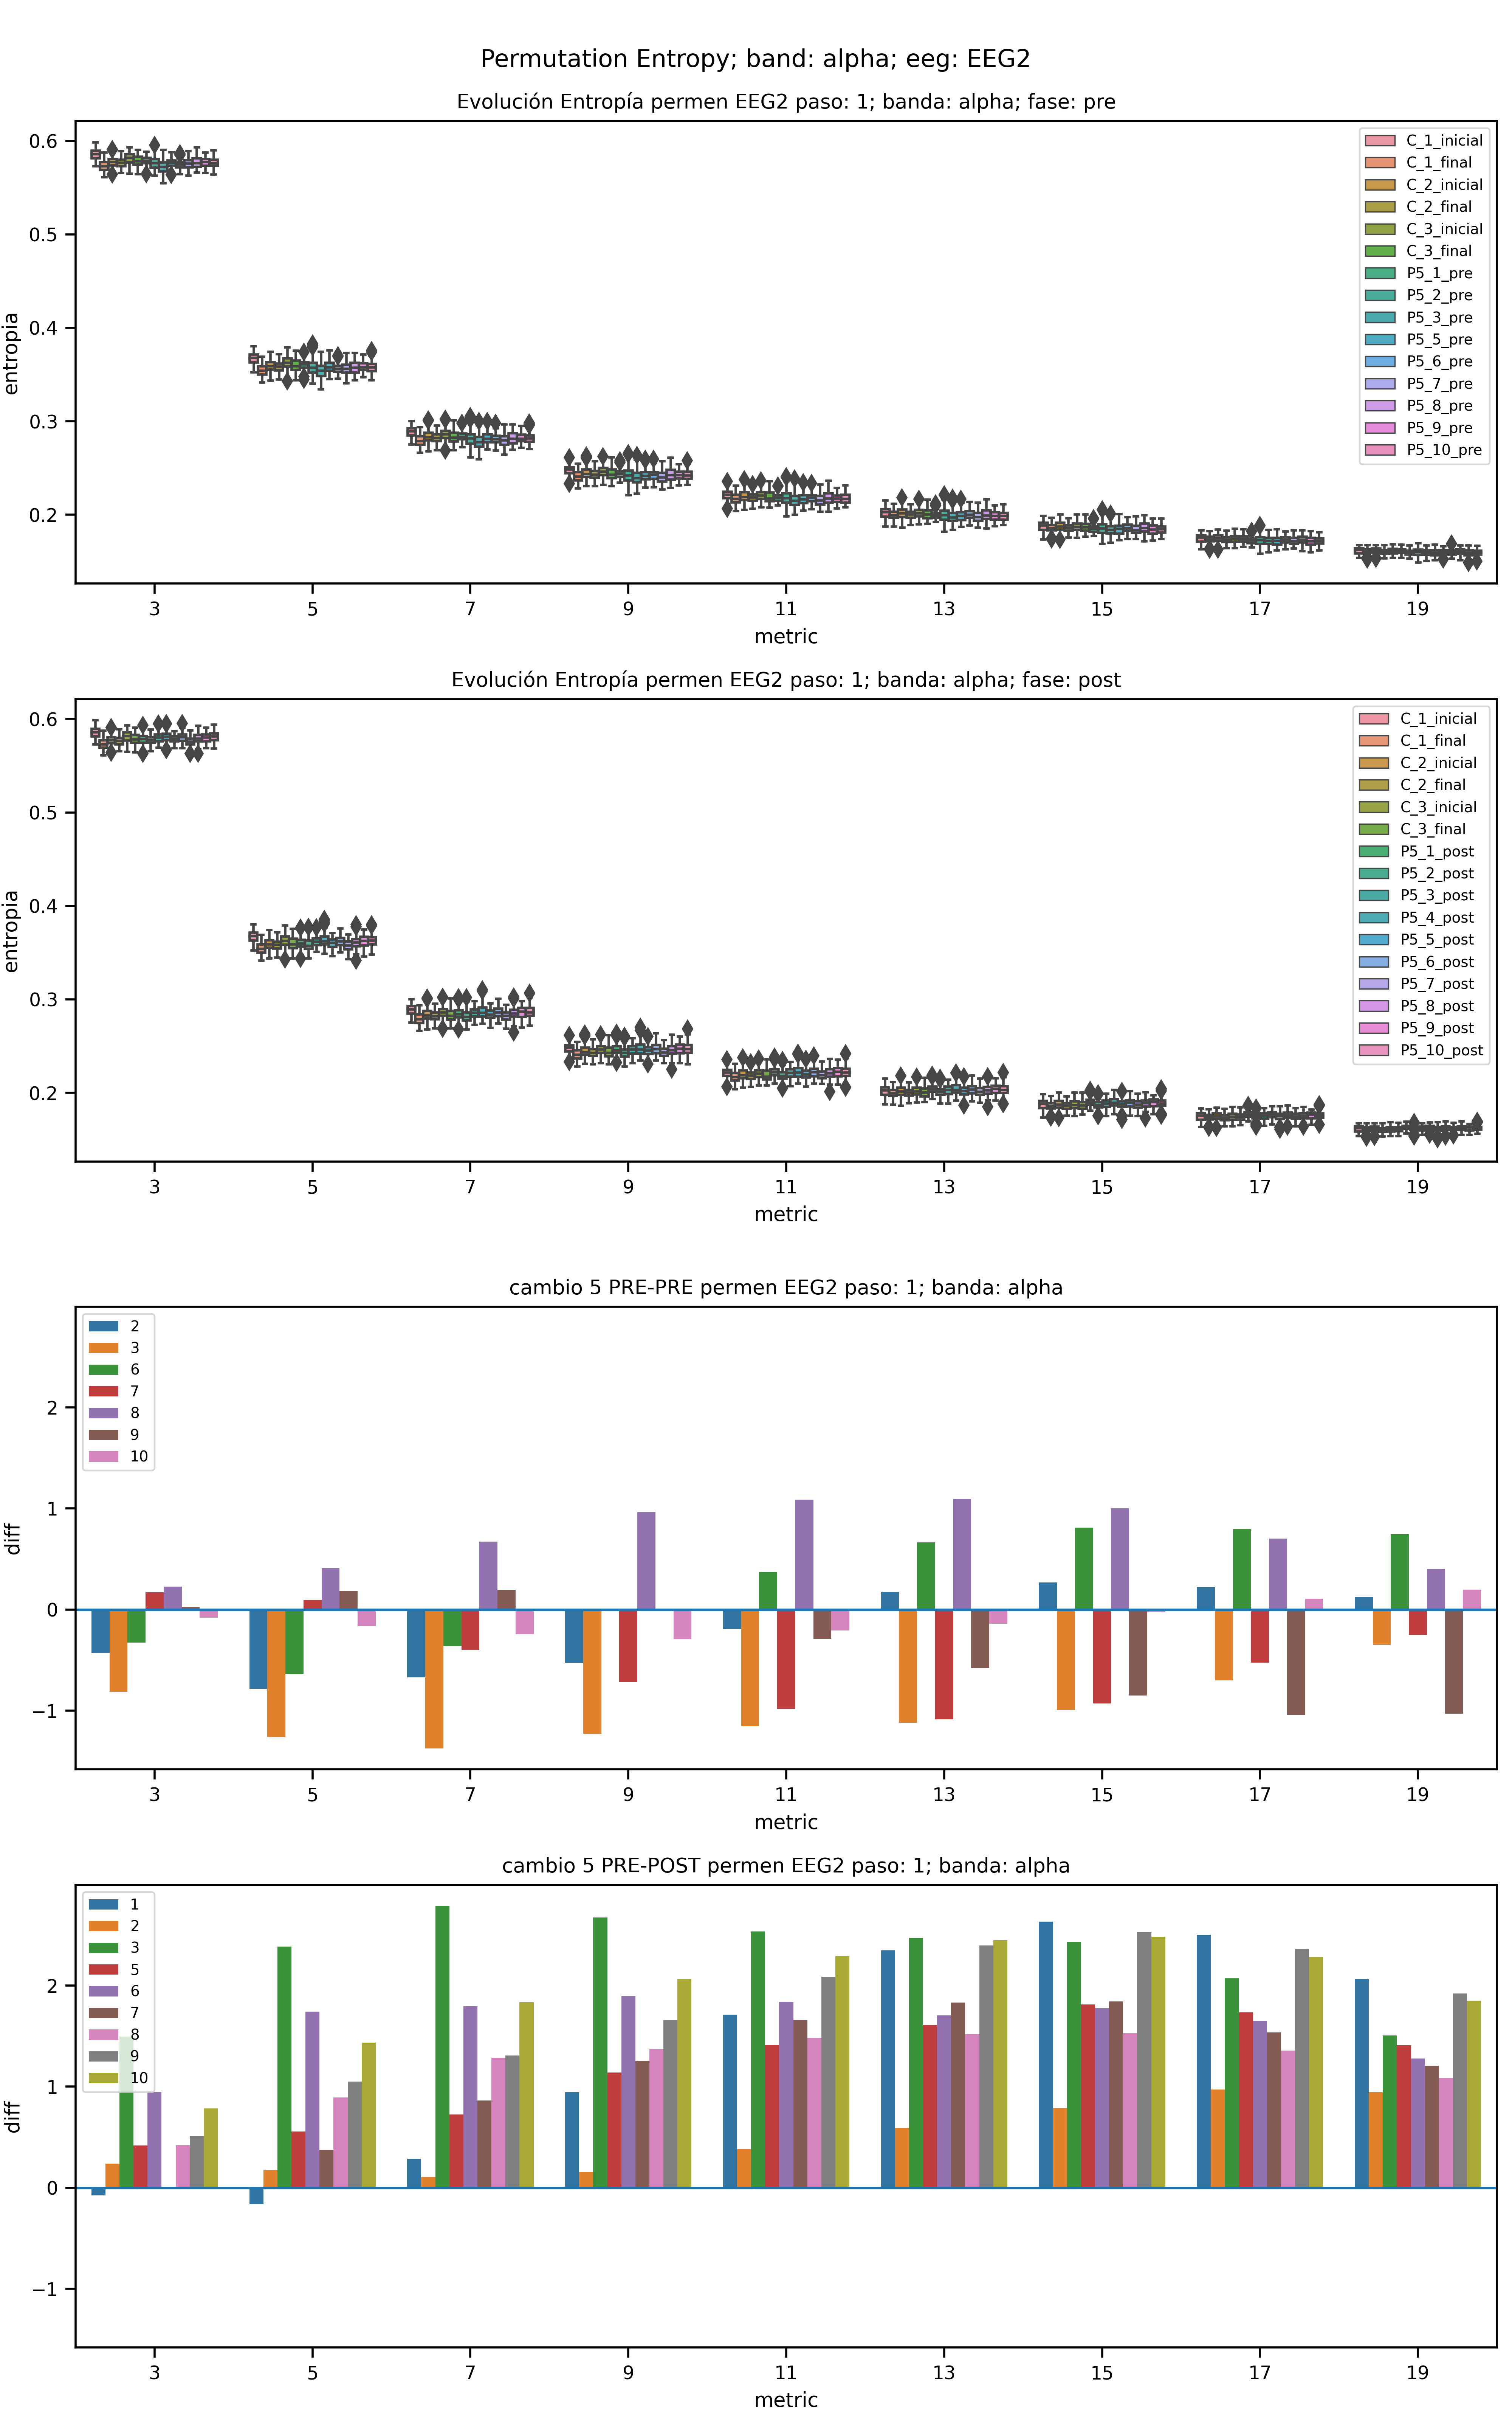 Permutation Entropy; band: alpha; eeg: EEG2
Evolución Entropía permen EEG2 paso: 1; banda: alpha; fase: pre
0.6
0.5
0.4
0.3
0.2
entropia
C_1_inicial
C_1_final
C_2_inicial
C_2_final
C_3_inicial
C_3_final
P5_1_pre
P5_2_pre
P5_3_pre
P5_5_pre
P5_6_pre
P5_7_pre
P5_8_pre
P5_9_pre
P5_10_pre
3 5 7 9 11 13 15 17 19
metric
Evolución Entropía permen EEG2 paso: 1; banda: alpha; fase: post
0.6
0.5
0.4
0.3
0.2
entropia
C_1_inicial
C_1_final
C_2_inicial
C_2_final
C_3_inicial
C_3_final
P5_1_post
P5_2_post
P5_3_post
P5_4_post
P5_5_post
P5_6_post
P5_7_post
P5_8_post
P5_9_post
P5_10_post
3 5 7 9 11 13 15 17 19
metric
cambio 5 PRE-PRE permen EEG2 paso: 1; banda: alpha
2
3
6
7
8
9
10
2
1
0
−1
diff
3 5 7 9 11 13 15 17 19
metric
cambio 5 PRE-POST permen EEG2 paso: 1; banda: alpha
1
2
3
5
6
7
8
9
10
2
1
0
−1
diff
3 5 7 9 11 13 15 17 19
metric